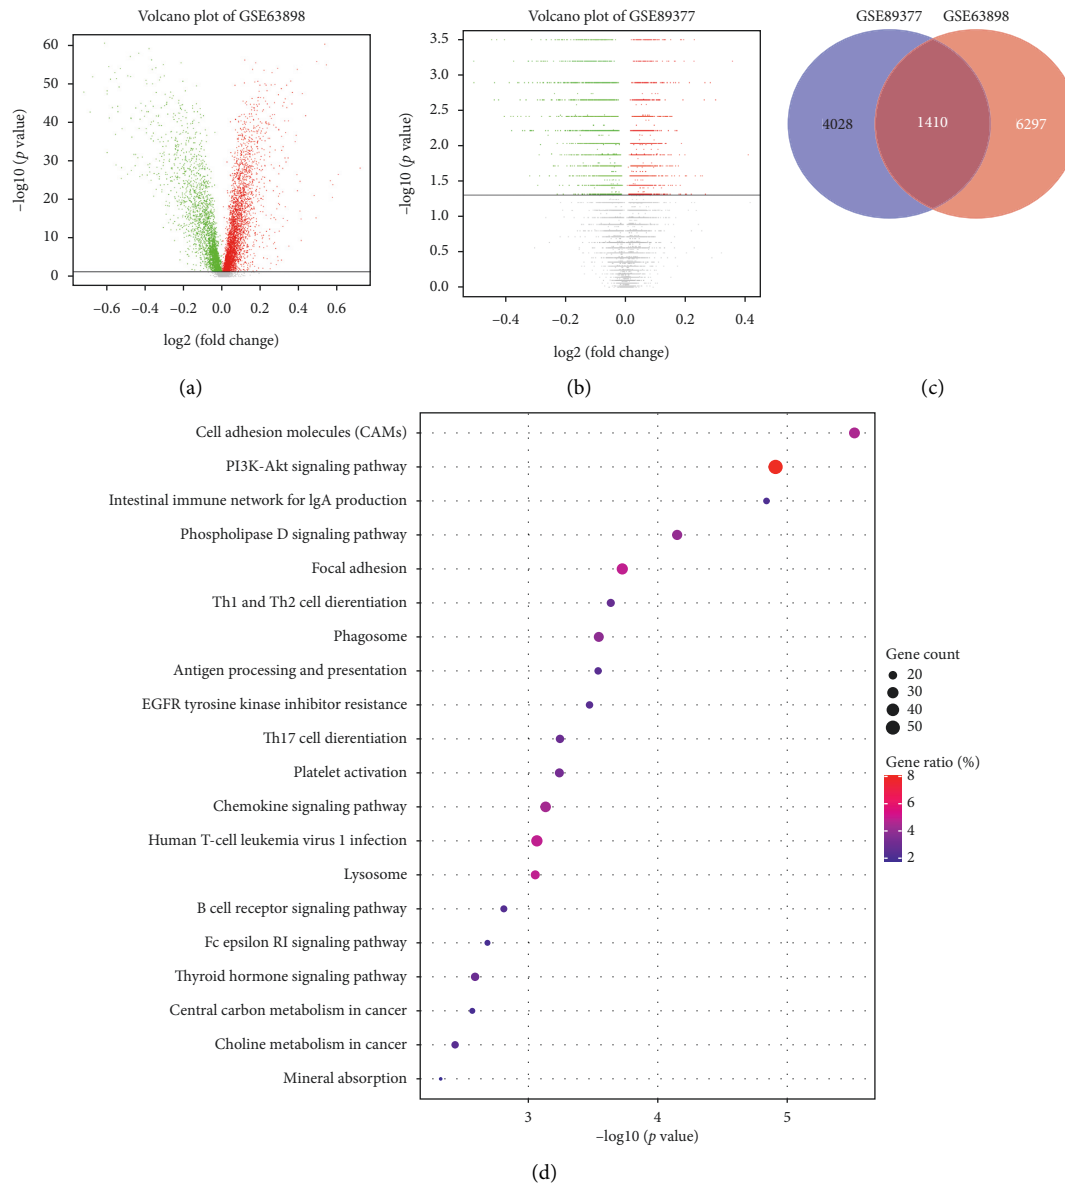 Volcano plot of GSE63898
60
50
40
30
20
10
0
−log10 (p value)
−0.6 −0.4 −0.2 0.0 0.2 0.4 0.6
log2 (fold change)
(a)
Volcano plot of GSE89377
3.5
3.0
2.5
2.0
1.5
1.0
0.5
0.0
−log10 (p value)
−0.4 −0.2 0.0 0.2 0.4
log2 (fold change)
(b)
GSE89377 GSE63898
4028 1410 6297
(c)
Cell adhesion molecules (CAMs)
PI3K-Akt signaling pathway
Intestinal immune network for lgA production
Phospholipase D signaling pathway
Focal adhesion
Th1 and Th2 cell dierentiation
Phagosome
Antigen processing and presentation
EGFR tyrosine kinase inhibitor resistance
Th17 cell dierentiation
Platelet activation
Chemokine signaling pathway
Human T-cell leukemia virus 1 infection
Lysosome
B cell receptor signaling pathway
Fc epsilon RI signaling pathway
Thyroid hormone signaling pathway
Central carbon metabolism in cancer
Choline metabolism in cancer
Mineral absorption
3 4 5
−log10 (p value)
Gene count
20
30
40
50
Gene ratio (%)
8
6
4
2
(d)